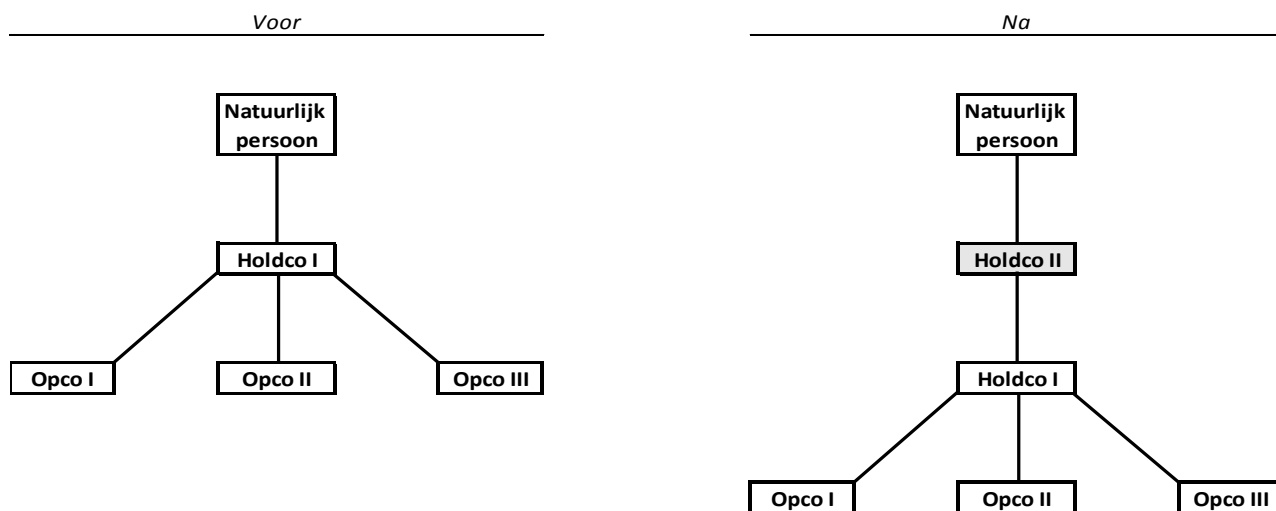 Voor
Natuurlijk
persoon
Holdco I
Opco I
Opco II
Opco III
Na
Natuurlijk
persoon
Holdco II
Holdco I
Opco I
Opco II
Opco III